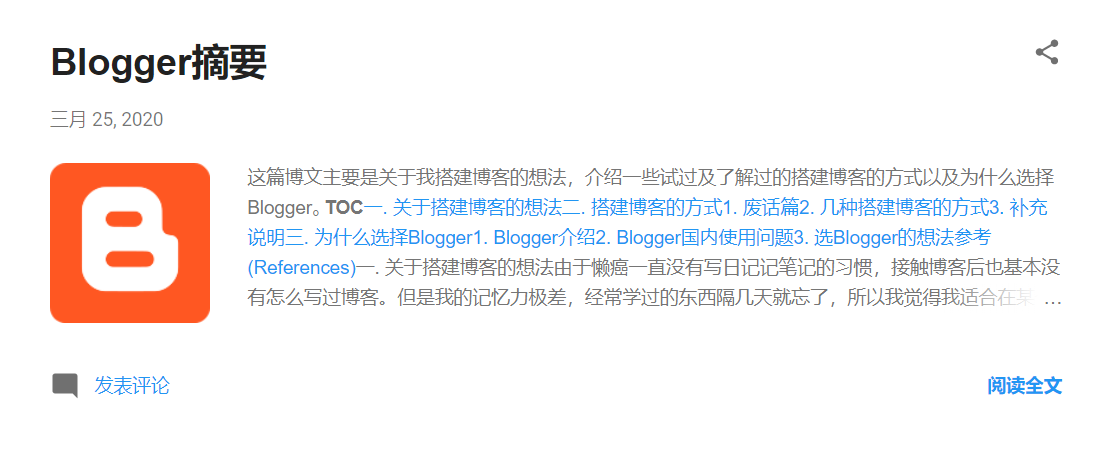 Blogger摘要
三月 25, 2020
这篇博文主要是关于我搭建博客的想法，介绍一些试过及了解过的搭建博客的方式以及为什么选择
Blogger。TOC一. 关于搭建博客的想法二. 搭建博客的方式1. 废话篇2. 几种搭建博客的方式3. 补充
说明三. 为什么选择Blogger1. Blogger介绍2. Blogger国内使用问题3. 选Blogger的想法参考
(References)一. 关于搭建博客的想法由于懒癌一直没有写日记记笔记的习惯，接触博客后也基本没
有怎么写过博客。但是我的记忆力极差，经常学过的东西隔几天就忘了，所以我觉得我适合在某 …
发表评论
阅读全文